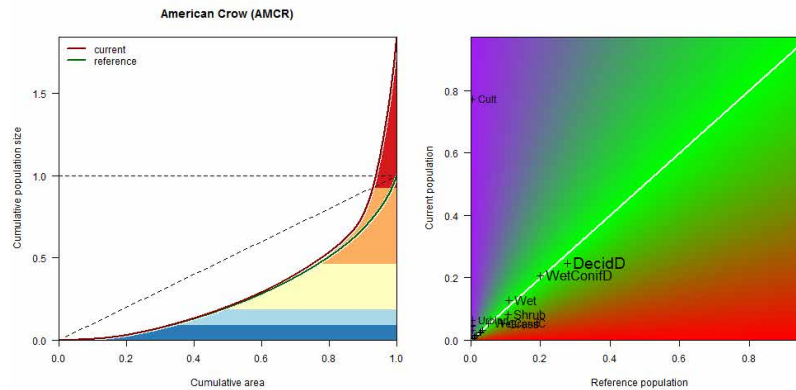 American Crow (AMCR)
current
reference
Cumulative population size
0.0
0.5
1.0
1.5
0.0
0.2
0.4
0.6
0.8
1.0
Cumulative area
Current population
0.0
0.2
0.4
0.6
0.8
Cult
DecidD
WetConifD
Wet
Shrub
0.0
0.2
0.4
0.6
0.8
Reference population